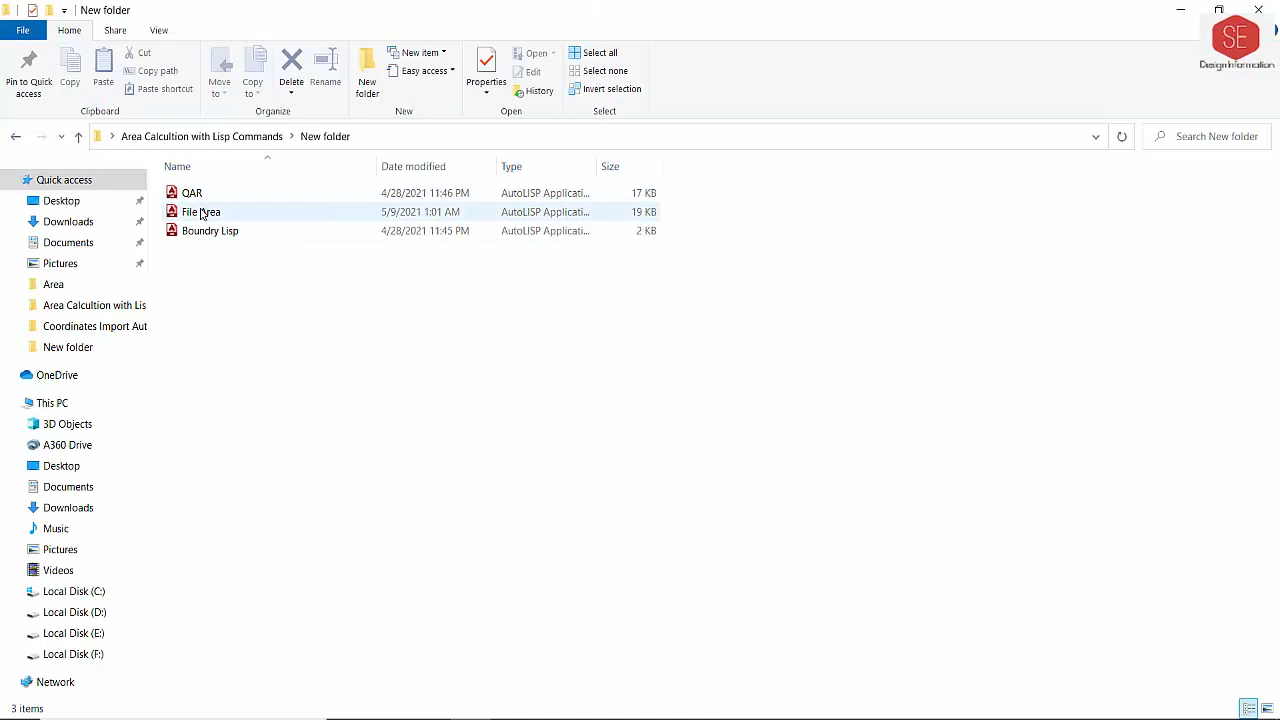 New folder
File
Home
Share
View
SE
Design Information
Pin to Quick access
Copy
Paste
Cut
Copy path
Paste shortcut
Clipboard
Move to
Copy to
Delete
Rename
Organize
New folder
New item
Easy access
New
Properties
Open
Edit
History
Open
Select all
Select none
Invert selection
Select
Area Calcultion with Lisp Commands
New folder
Search New folder
Name
Date modified
Type
Size
QAR 4/28/2021 11:46 PM AutoLISP Applicati... 17 KB
File Area 5/9/2021 1:01 AM AutoLISP Applicati... 19 KB
Boundry Lisp 4/28/2021 11:45 PM AutoLISP Applicati... 2 KB
Quick access
Desktop
Downloads
Documents
Pictures
Area
Area Calcultion with Lis
Coordinates Import Aut
New folder
OneDrive
This PC
3D Objects
A360 Drive
Desktop
Documents
Downloads
Music
Pictures
Videos
Local Disk (C:)
Local Disk (D:)
Local Disk (E:)
Local Disk (F:)
Network
3 items